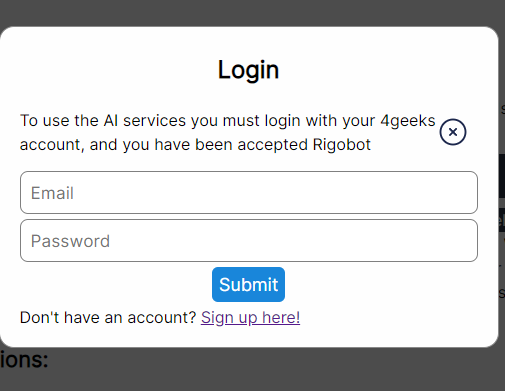 Login
To use the AI services you must login with your 4geeks
account, and you have been accepted Rigobot
Email
Password
Submit
Don't have an account? Sign up here!
ions: